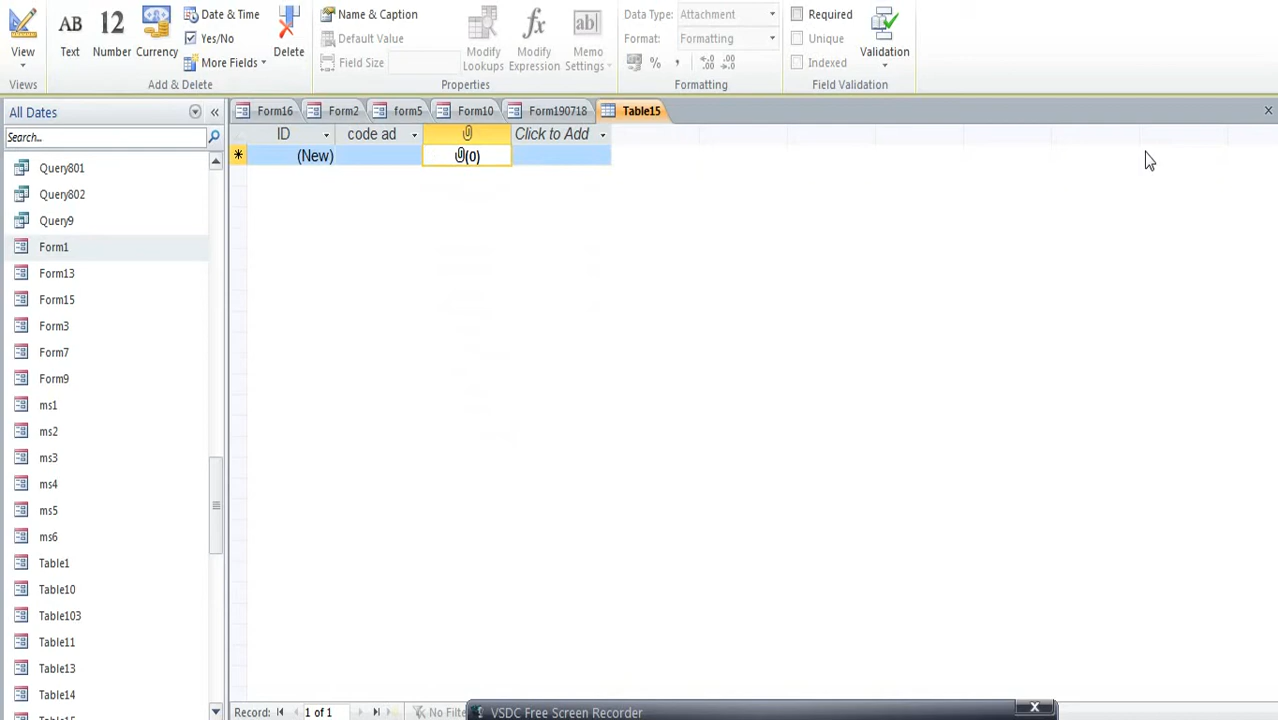 View
Views
AB
Text
12
Number
Currency
Date & Time
Yes/No
More Fields
Delete
Add & Delete
Name & Caption
Default Value
Field Size
Modify
Lookups
fx
Modify
Expression
ab
Memo
Settings
Properties
Data Type: Attachment
Format: Formatting
% , .00
Formatting
Required
Unique
Indexed
Validation
Field Validation
All Dates
Search...
Query801
Query802
Query9
Form1
Form13
Form15
Form3
Form7
Form9
ms1
ms2
ms3
ms4
ms5
ms6
Table1
Table10
Table103
Table11
Table13
Table14
Form16 Form2 form5 Form10 Form190718 Table15
ID code ad Click to Add
(New) (0)
Record: 1 of 1 No Filte
VSDC Free Screen Recorder